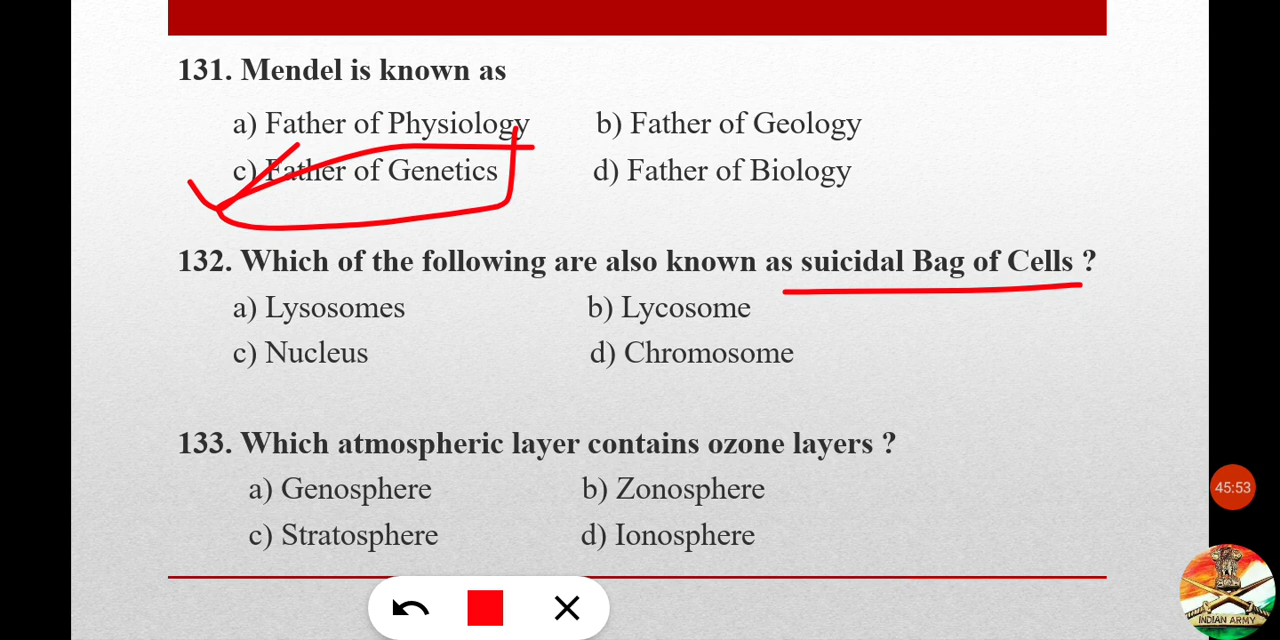 131. Mendel is known as
a) Father of Physiology b) Father of Geology
c) Father of Genetics d) Father of Biology
132. Which of the following are also known as suicidal Bag of Cells ?
a) Lysosomes b) Lycosome
c) Nucleus d) Chromosome
133. Which atmospheric layer contains ozone layers ?
a) Genosphere b) Zonosphere
45:53
c) Stratosphere d) Ionosphere
INDIAN ARMY